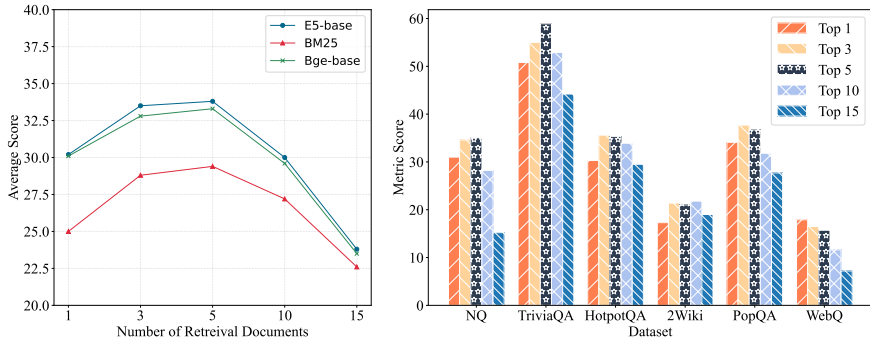 40.0
37.5
35.0
32.5
30.0
27.5
25.0
22.5
20.0
Average Score
E5-base
BM25
Bge-base
1 3 5 10 15
Number of Retreival Documents
60
50
40
30
20
10
0
Metric Score
Top 1
Top 3
Top 5
Top 10
Top 15
NQ TriviaQA HotpotQA 2Wiki PopQA WebQ
Dataset